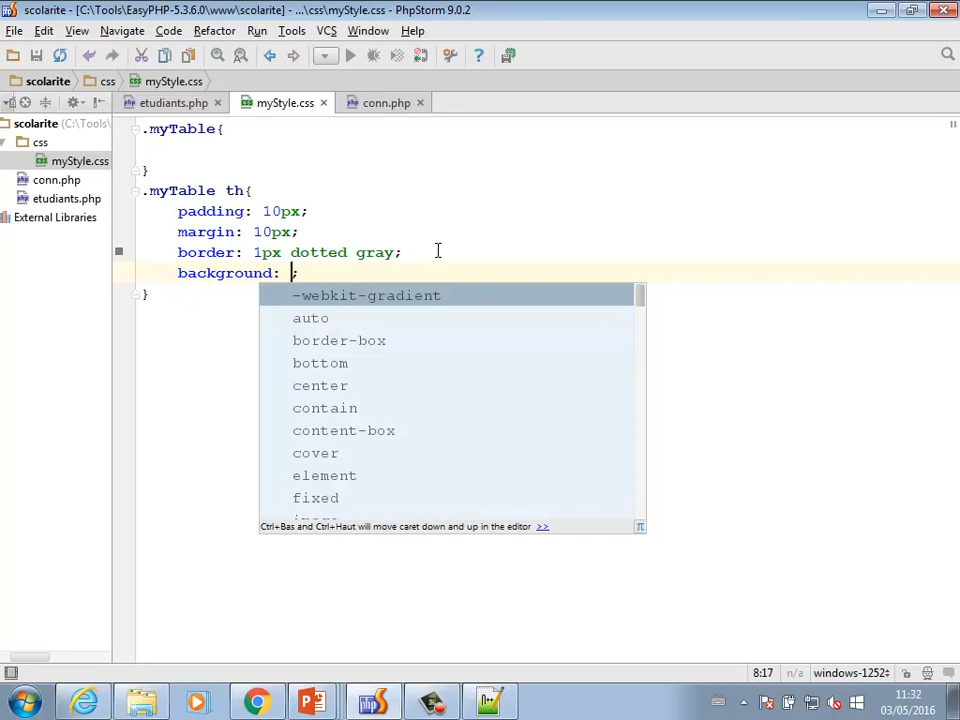 scolarite - [C:\Tools\EasyPHP-5.3.6.0\www\scolarite] - ...\css\myStyle.css - PhpStorm 9.0.2
File Edit View Navigate Code Refactor Run Tools VCS Window Help
scolarite css myStyle.css
etudiants.php myStyle.css conn.php
scolarite (C:\Tools\
css
myStyle.css
conn.php
etudiants.php
External Libraries
.myTable{
}
.myTable th{
padding: 10px;
margin: 10px;
border: 1px dotted gray;
background: ;
}
-webkit-gradient
auto
border-box
bottom
center
contain
content-box
cover
element
fixed
Ctrl+Bas and Ctrl+Haut will move caret down and up in the editor >>
8:17 n/a windows-1252
11:32
03/05/2016